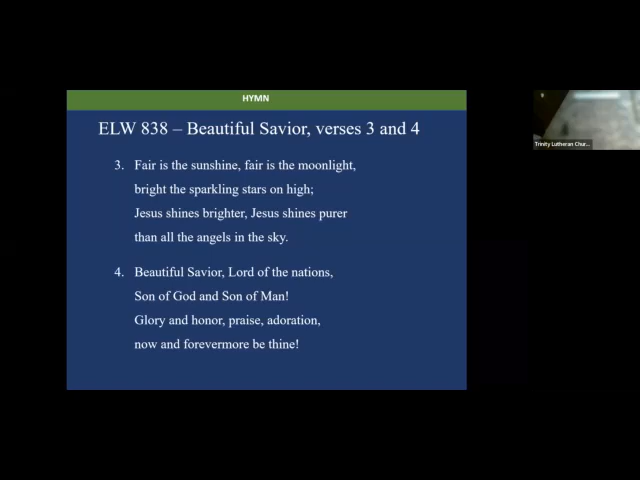 HYMN
ELW 838 – Beautiful Savior, verses 3 and 4
3. Fair is the sunshine, fair is the moonlight,
bright the sparkling stars on high;
Jesus shines brighter, Jesus shines purer
than all the angels in the sky.
4. Beautiful Savior, Lord of the nations,
Son of God and Son of Man!
Glory and honor, praise, adoration,
now and forevermore be thine!
Trinity Lutheran Chur...